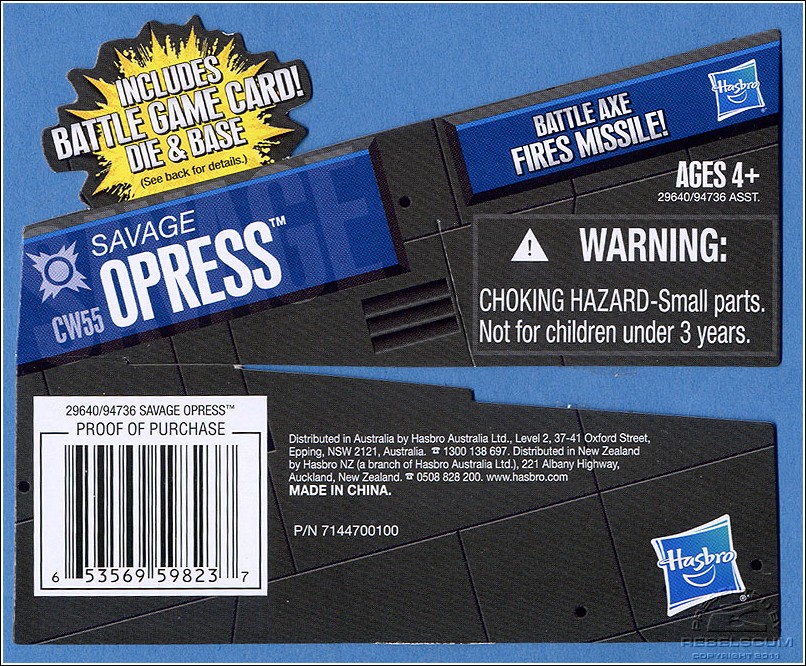 INCLUDES
BATTLE GAME CARD!
DIE & BASE
(See back for details.)
SAVAGE
SAVAGE
OPRESS™
CW55
BATTLE AXE
FIRES MISSILE!
Hasbro
AGES 4+
29640/94736 ASST.
WARNING:
CHOKING HAZARD-Small parts.
Not for children under 3 years.
29640/94736 SAVAGE OPRESS™
PROOF OF PURCHASE
6 53569 59823 7
Distributed in Australia by Hasbro Australia Ltd., Level 2, 37-41 Oxford Street,
Epping, NSW 2121, Australia. ☎ 1300 138 697. Distributed in New Zealand
by Hasbro NZ (a branch of Hasbro Australia Ltd.), 221 Albany Highway,
Auckland, New Zealand. ☎ 0508 828 200. www.hasbro.com
MADE IN CHINA.
P/N 7144700100
Hasbro
®
REBELSCUM
COPYRIGHT 2011